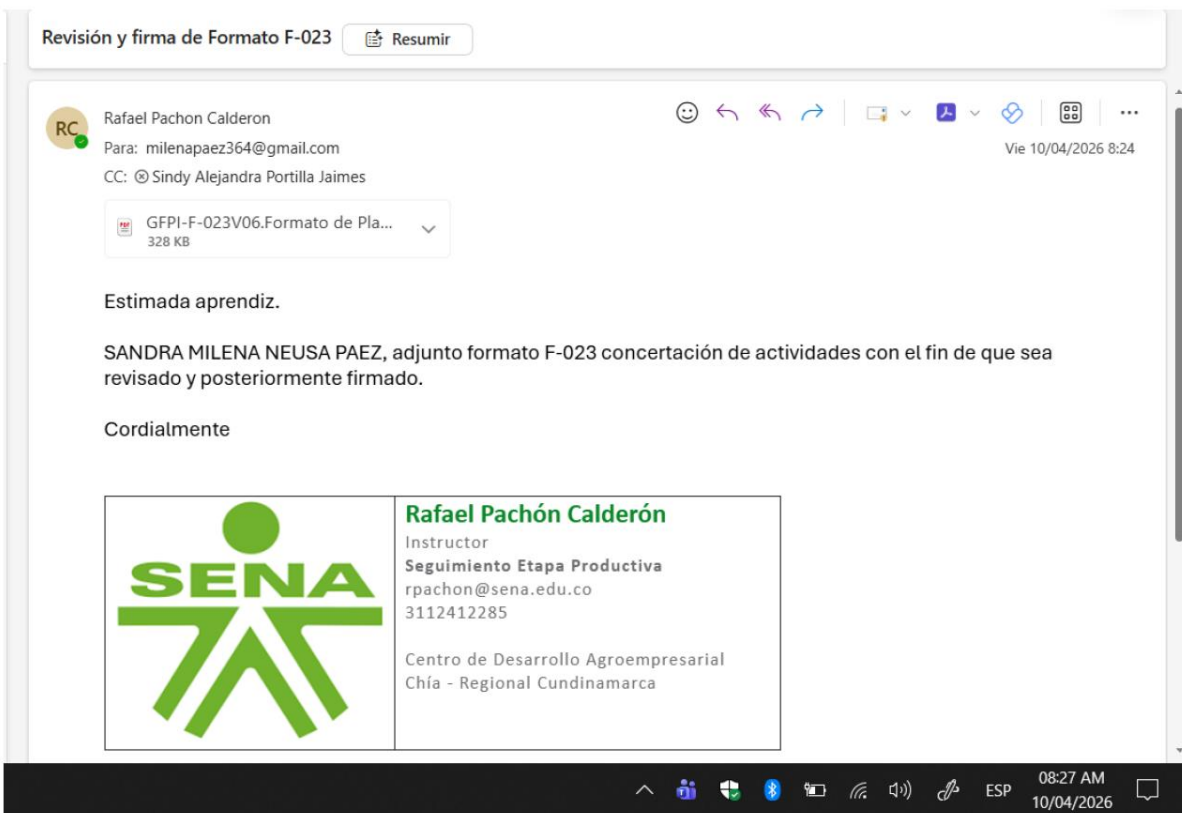 Revisión y firma de Formato F-023
Resumir
RC
Rafael Pachon Calderon
Para: milenapaez364@gmail.com
Vie 10/04/2026 8:24
CC: Sindy Alejandra Portilla Jaimes
GFPI-F-023V06.Formato de Pla...
328 KB
Estimada aprendiz.
SANDRA MILENA NEUSA PAEZ, adjunto formato F-023 concertación de actividades con el fin de que sea
revisado y posteriormente firmado.
Cordialmente
SENA
Rafael Pachón Calderón
Instructor
Seguimiento Etapa Productiva
rpachon@sena.edu.co
3112412285
Centro de Desarrollo Agroempresarial
Chía - Regional Cundinamarca
ESP
08:27 AM
10/04/2026